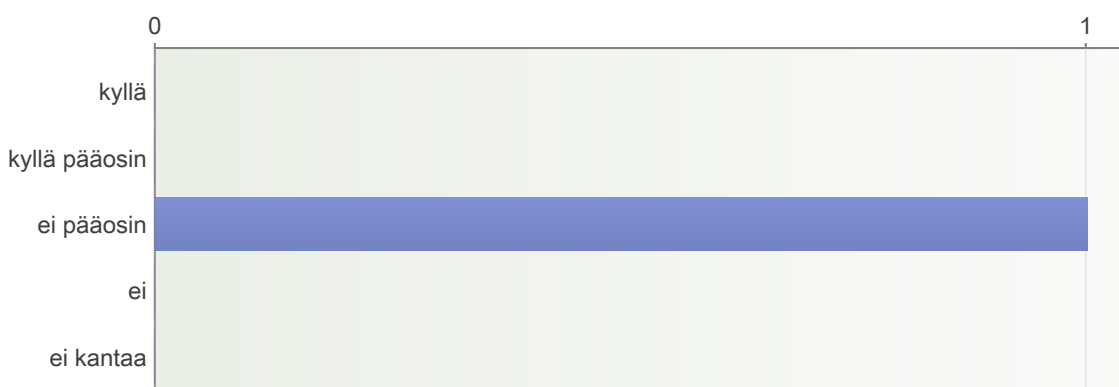 0 1
kyllä
kyllä pääosin
ei pääosin
ei
ei kantaa